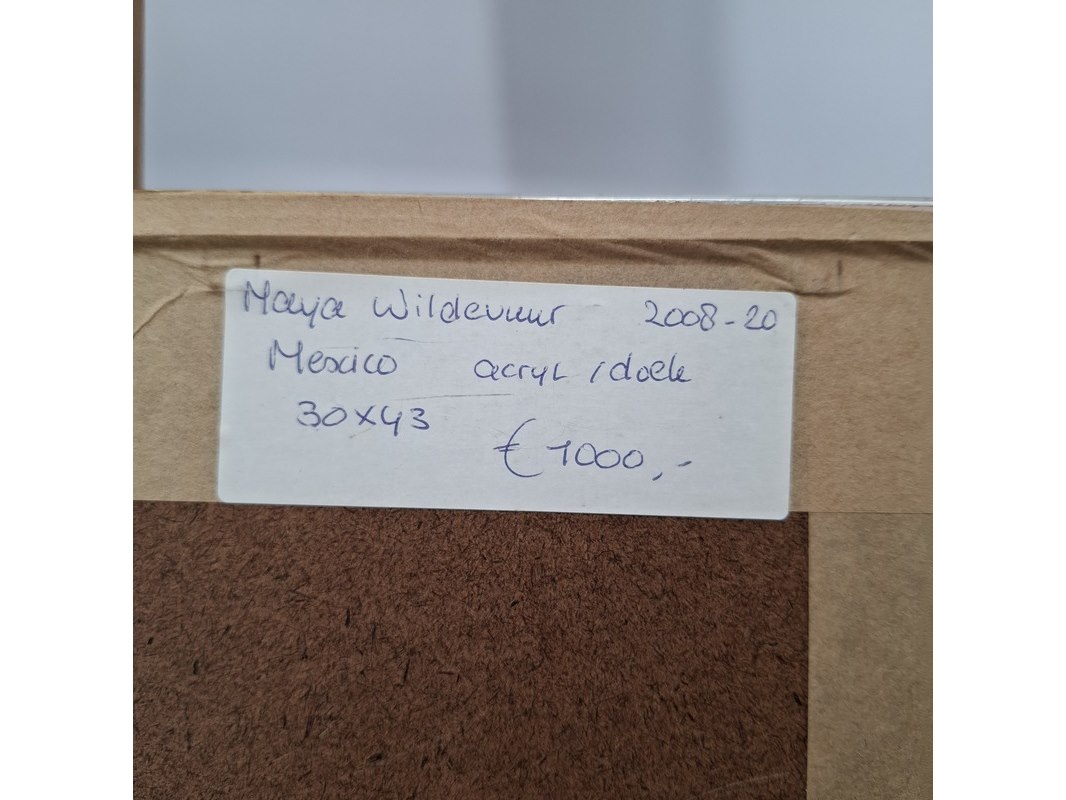 Maya Wildevuur 2008-20
Mexico acryl /doek
30x43
€ 1000,-